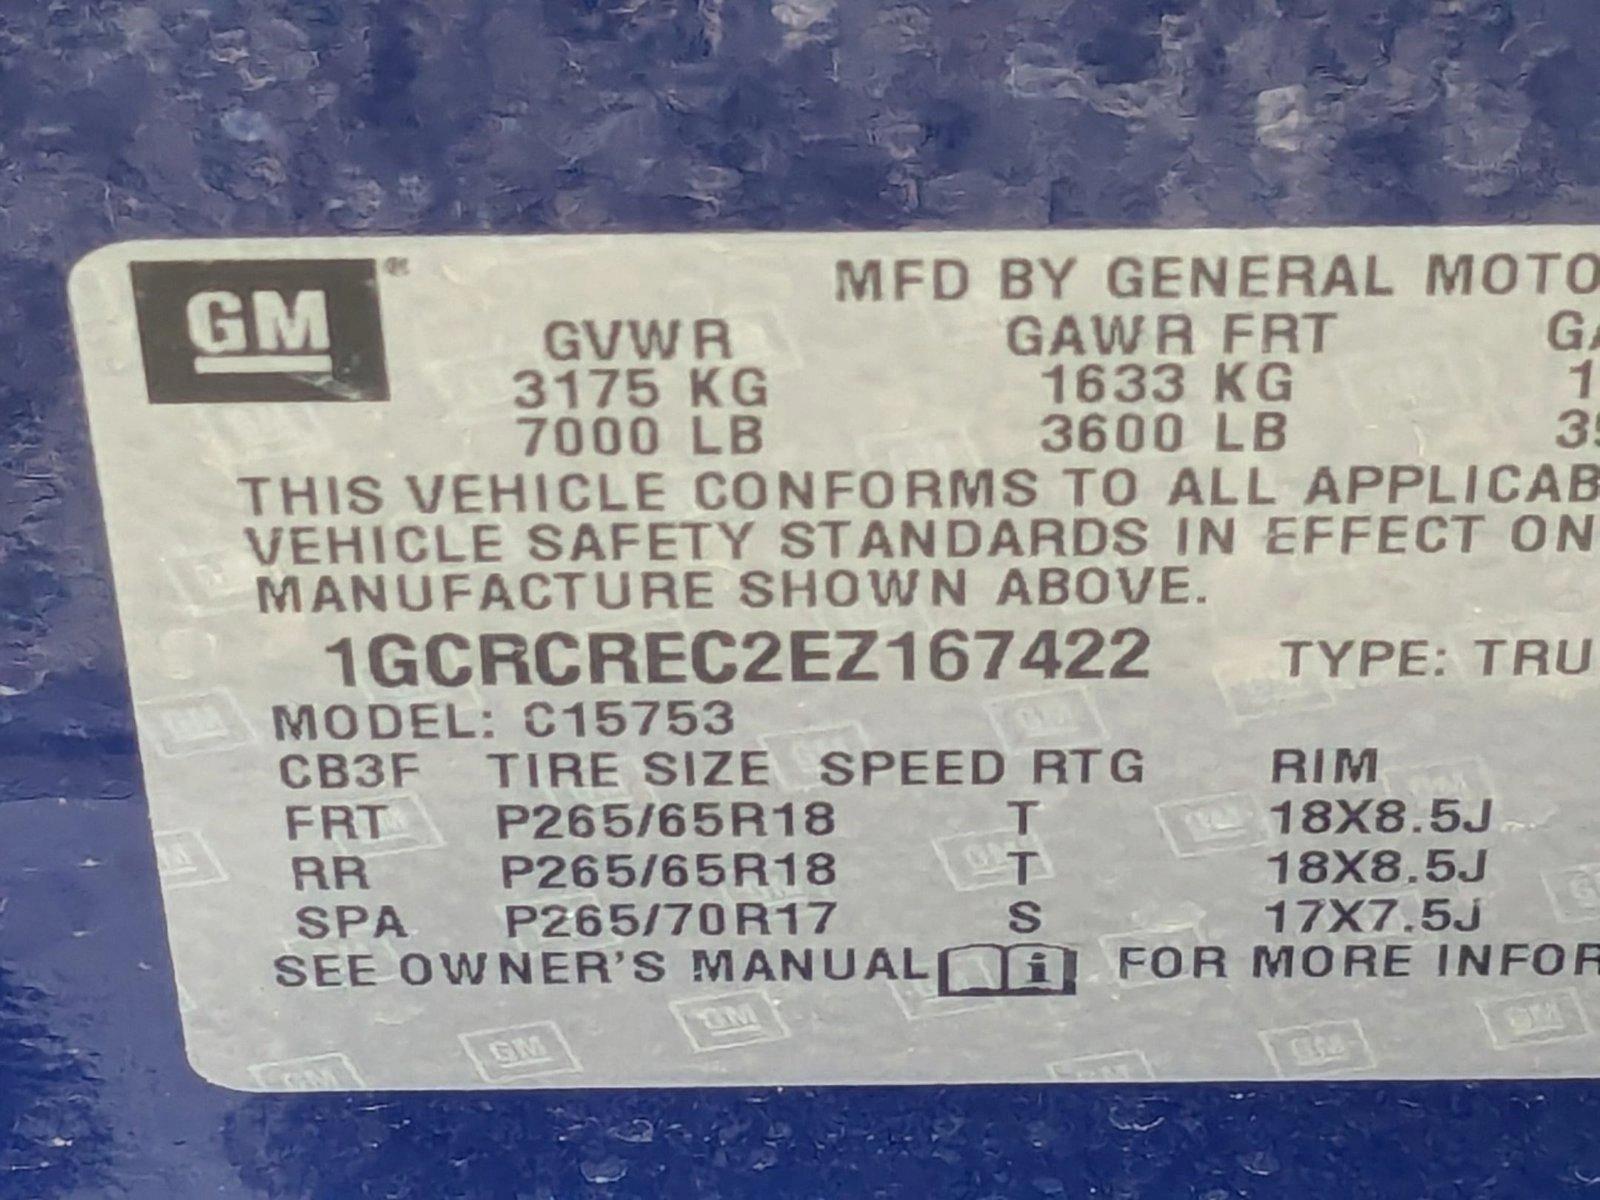 GM®
MFD BY GENERAL MOTO
GVWR GAWR FRT GA
3175 KG 1633 KG 1
7000 LB 3600 LB 39
THIS VEHICLE CONFORMS TO ALL APPLICAB
VEHICLE SAFETY STANDARDS IN EFFECT ON
MANUFACTURE SHOWN ABOVE.
1GCRCREC2EZ167422 TYPE: TRU
MODEL: C15753
CB3F TIRE SIZE SPEED RTG RIM
FRT P265/65R18 T 18X8.5J
RR P265/65R18 T 18X8.5J
SPA P265/70R17 S 17X7.5J
SEE OWNER'S MANUAL i FOR MORE INFOR